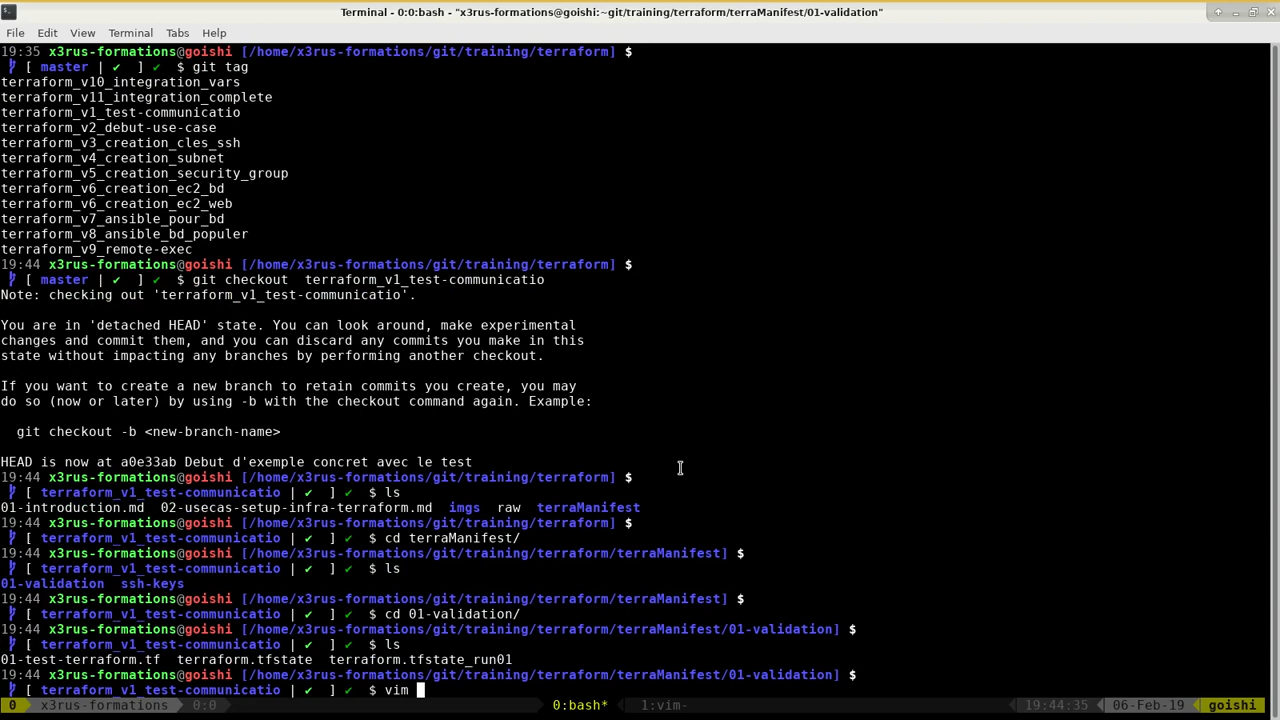 Terminal - 0:0:bash - "x3rus-formations@goishi:~git/training/terraform/terraManifest/01-validation"
File Edit View Terminal Tabs Help
19:35 x3rus-formations@goishi [/home/x3rus-formations/git/training/terraform] $
[ master | ✔ ] ✔ $ git tag
terraform_v10_integration_vars
terraform_v11_integration_complete
terraform_v1_test-communicatio
terraform_v2_debut-use-case
terraform_v3_creation_cles_ssh
terraform_v4_creation_subnet
terraform_v5_creation_security_group
terraform_v6_creation_ec2_bd
terraform_v6_creation_ec2_web
terraform_v7_ansible_pour_bd
terraform_v8_ansible_bd_populer
terraform_v9_remote-exec
19:44 x3rus-formations@goishi [/home/x3rus-formations/git/training/terraform] $
[ master | ✔ ] ✔ $ git checkout  terraform_v1_test-communicatio
Note: checking out 'terraform_v1_test-communicatio'.
You are in 'detached HEAD' state. You can look around, make experimental
changes and commit them, and you can discard any commits you make in this
state without impacting any branches by performing another checkout.
If you want to create a new branch to retain commits you create, you may
do so (now or later) by using -b with the checkout command again. Example:
git checkout -b <new-branch-name>
HEAD is now at a0e33ab Debut d'exemple concret avec le test
19:44 x3rus-formations@goishi [/home/x3rus-formations/git/training/terraform] $
[ terraform_v1_test-communicatio | ✔ ] ✔ $ ls
01-introduction.md  02-usecas-setup-infra-terraform.md  imgs  raw  terraManifest
19:44 x3rus-formations@goishi [/home/x3rus-formations/git/training/terraform] $
[ terraform_v1_test-communicatio | ✔ ] ✔ $ cd terraManifest/
19:44 x3rus-formations@goishi [/home/x3rus-formations/git/training/terraform/terraManifest] $
[ terraform_v1_test-communicatio | ✔ ] ✔ $ ls
01-validation  ssh-keys
19:44 x3rus-formations@goishi [/home/x3rus-formations/git/training/terraform/terraManifest] $
[ terraform_v1_test-communicatio | ✔ ] ✔ $ cd 01-validation/
19:44 x3rus-formations@goishi [/home/x3rus-formations/git/training/terraform/terraManifest/01-validation] $
[ terraform_v1_test-communicatio | ✔ ] ✔ $ ls
01-test-terraform.tf  terraform.tfstate  terraform.tfstate_run01
19:44 x3rus-formations@goishi [/home/x3rus-formations/git/training/terraform/terraManifest/01-validation] $
[ terraform_v1_test-communicatio | ✔ ] ✔ $ vim
0 x3rus-formations 0:0 0:bash* 1:vim- 19:44:35 06-Feb-19 goishi